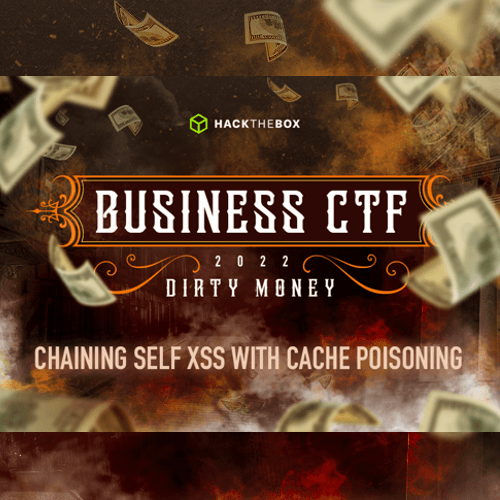 HACKTHEBOX
BUSINESS CTF
2022
DIRTY MONEY
CHAINING SELF XSS WITH CACHE POISONING